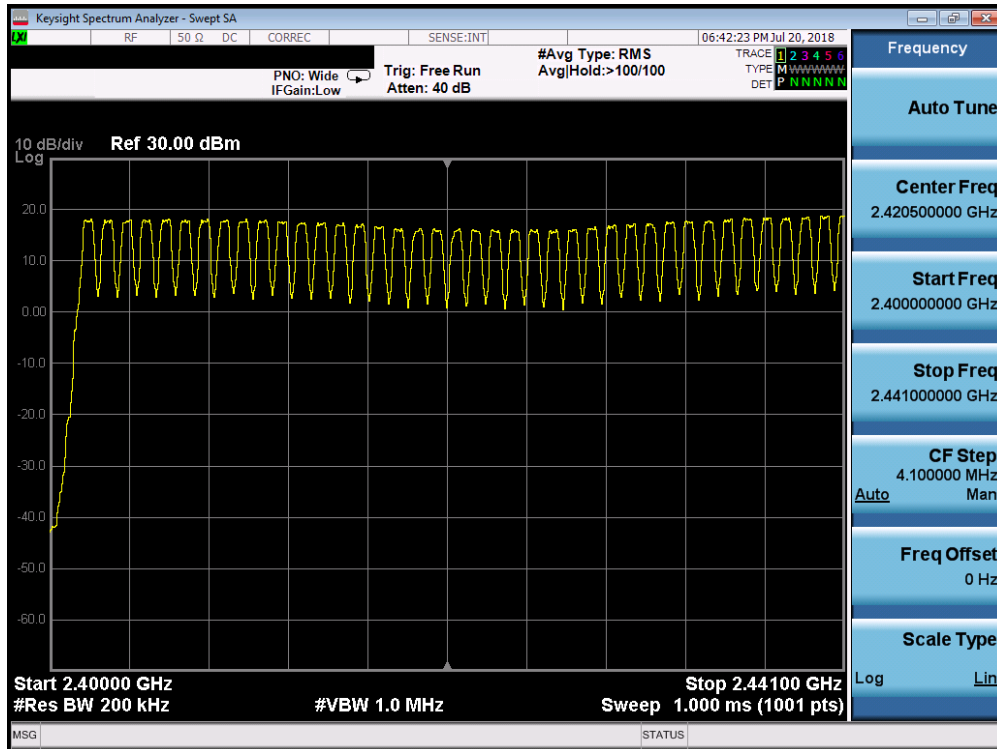 Keysight Spectrum Analyzer - Swept SA
LXI RF 50 Ω DC CORREC SENSE:INT 06:42:23 PM Jul 20, 2018
#Avg Type: RMS TRACE 1 2 3 4 5 6
PNO: Wide Trig: Free Run Avg|Hold:>100/100 TYPE M WWWWW
IFGain:Low Atten: 40 dB DET P N N N N N
10 dB/div Ref 30.00 dBm
Log
20.0
10.0
0.00
-10.0
-20.0
-30.0
-40.0
-50.0
-60.0
Start 2.40000 GHz Stop 2.44100 GHz
#Res BW 200 kHz #VBW 1.0 MHz Sweep 1.000 ms (1001 pts)
MSG STATUS
Frequency
Auto Tune
Center Freq
2.420500000 GHz
Start Freq
2.400000000 GHz
Stop Freq
2.441000000 GHz
CF Step
4.100000 MHz
Auto Man
Freq Offset
0 Hz
Scale Type
Log Lin